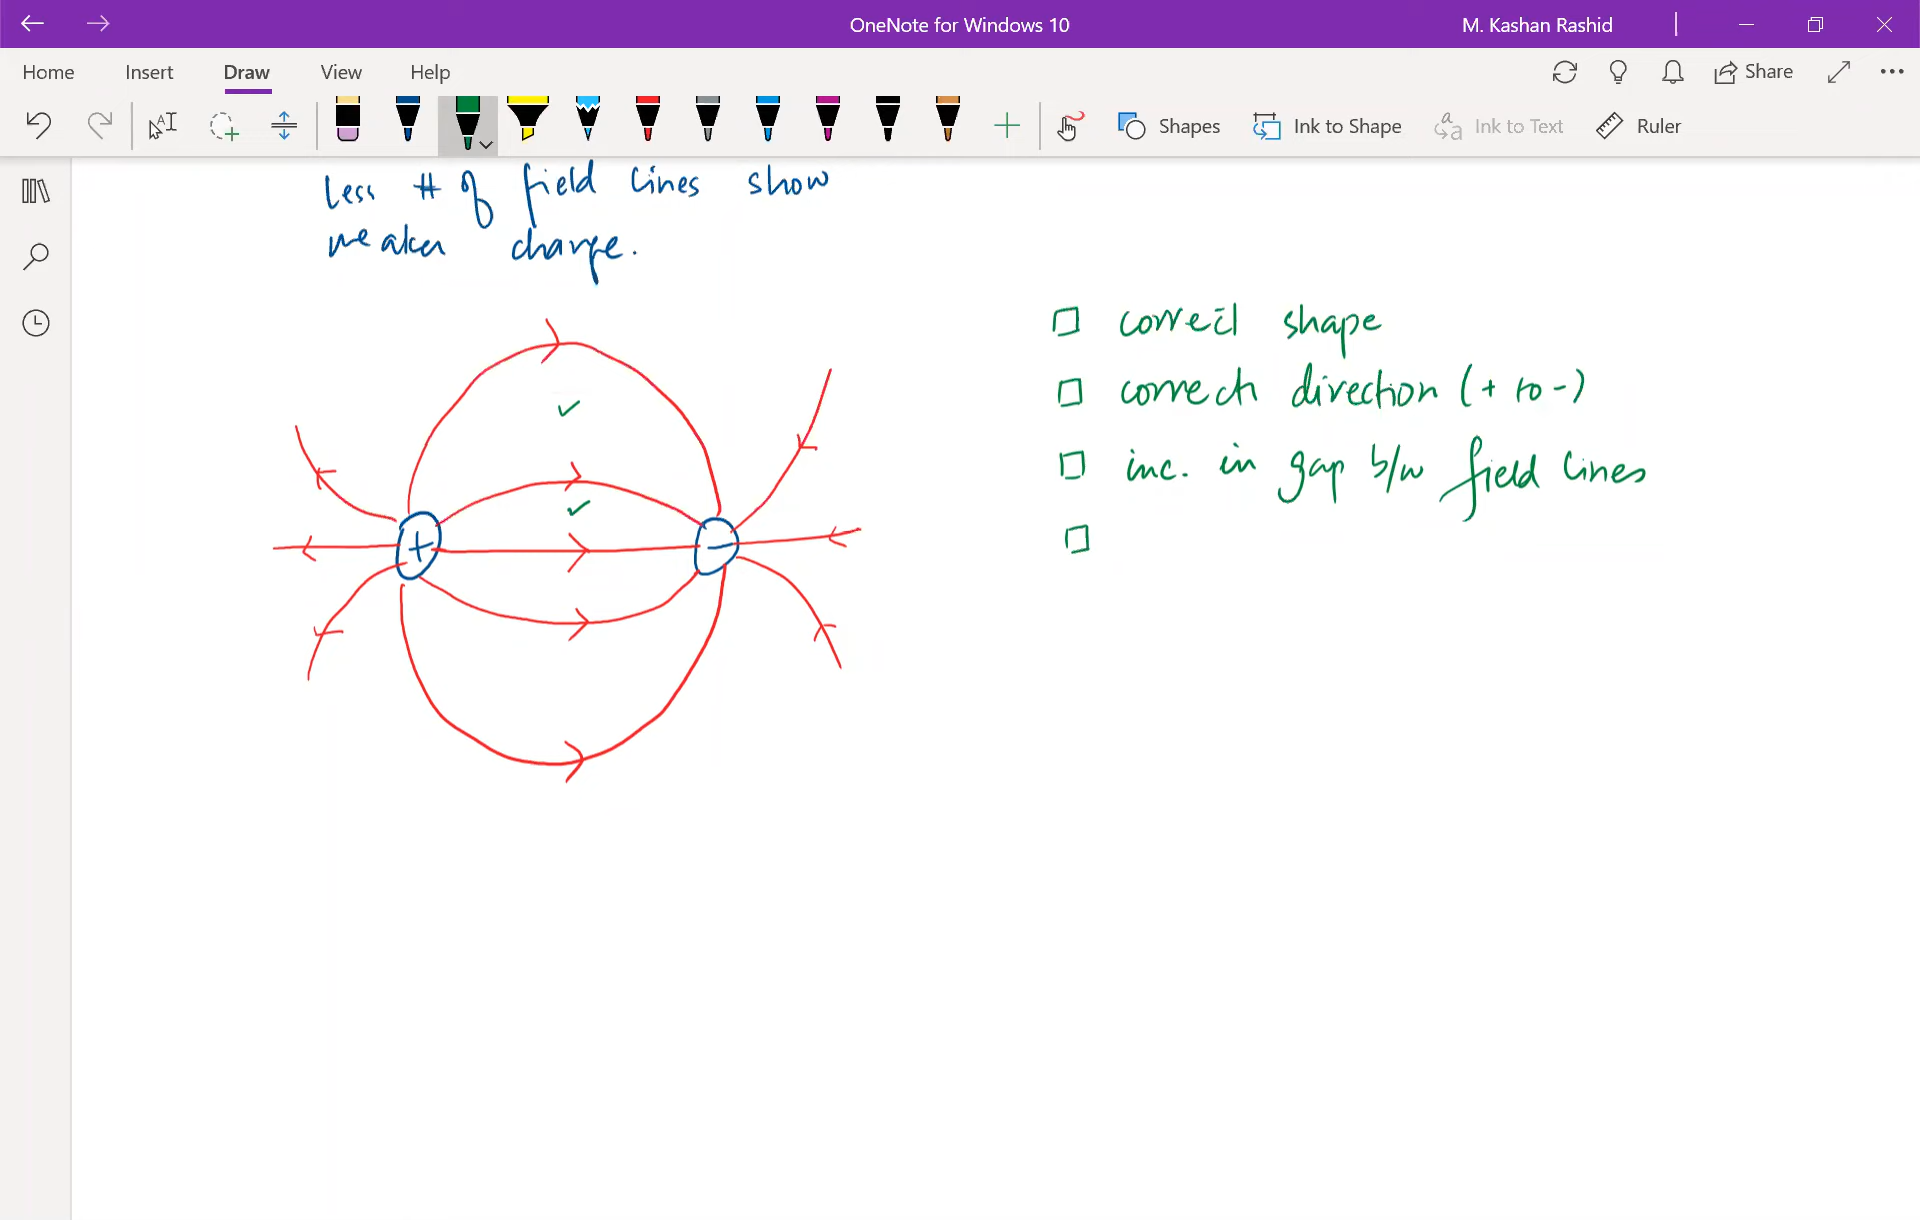 OneNote for Windows 10
M. Kashan Rashid
Home Insert Draw View Help
Share
Shapes Ink to Shape Ink to Text Ruler
less # of field lines show
weaker charge.
correct shape
correct direction (+ to -)
inc. in gap b/w field lines
+
-